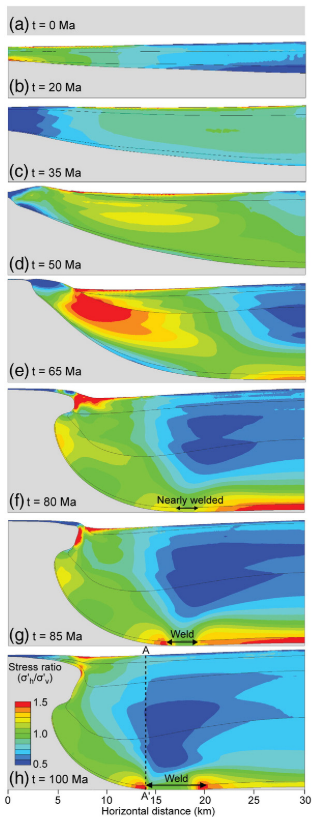 (a) t = 0 Ma
(b) t = 20 Ma
(c) t = 35 Ma
(d) t = 50 Ma
(e) t = 65 Ma
Nearly welded
(f) t = 80 Ma
Weld
(g) t = 85 Ma
A
Stress ratio
(σ'h/σ'v)
1.5
1.0
0.5
Weld
(h) t = 100 Ma
A'
0 5 10 15 20 25 30
Horizontal distance (km)